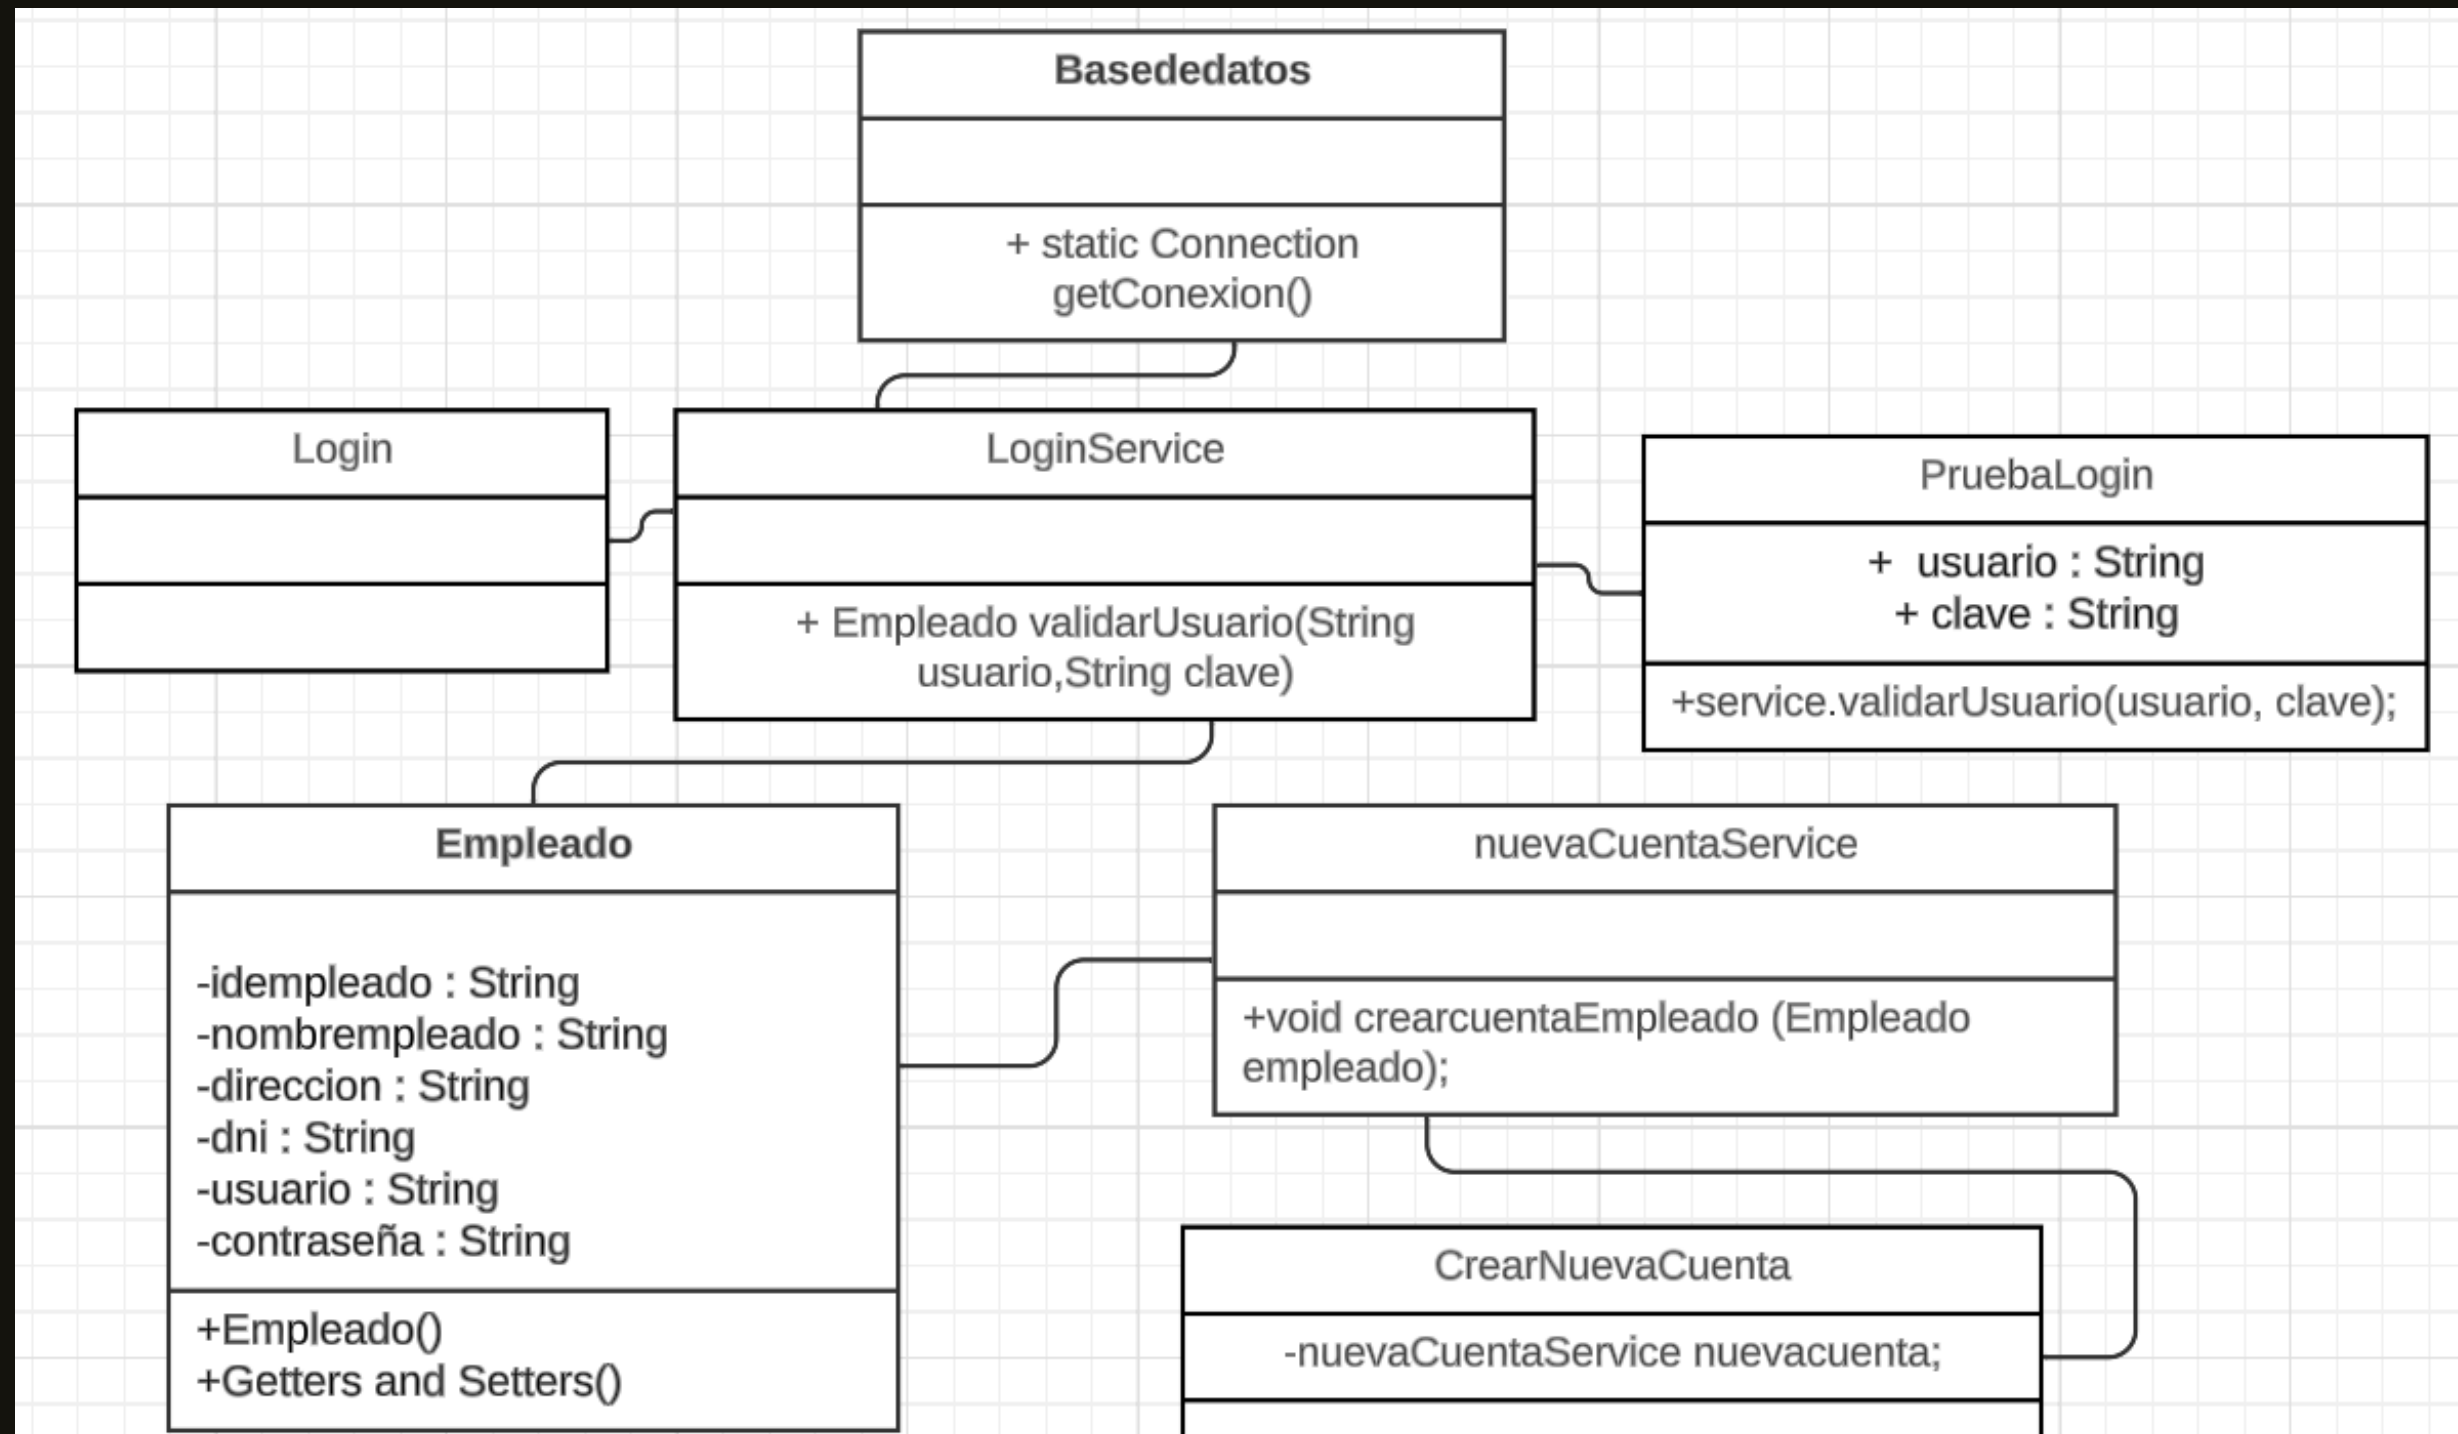 Basededatos
+ static Connection
getConexion()
Login
LoginService
+ Empleado validarUsuario(String
usuario,String clave)
PruebaLogin
+  usuario : String
+ clave : String
+service.validarUsuario(usuario, clave);
Empleado
-idempleado : String
-nombrempleado : String
-direccion : String
-dni : String
-usuario : String
-contraseña : String
+Empleado()
+Getters and Setters()
nuevaCuentaService
+void crearcuentaEmpleado (Empleado
empleado);
CrearNuevaCuenta
-nuevaCuentaService nuevacuenta;